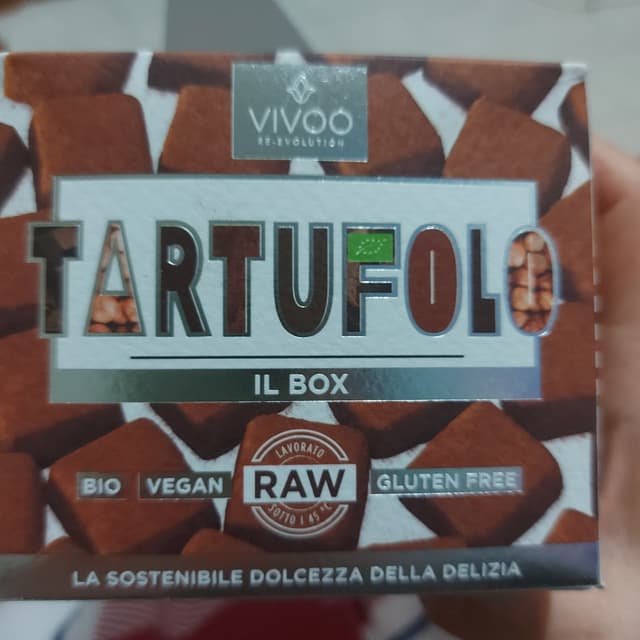 VIVOO
RE-EVOLUTION
TARTUFOLO
IL BOX
BIO VEGAN
LAVORATO
RAW
SOTTO I 45 °C
GLUTEN FREE
LA SOSTENIBILE DOLCEZZA DELLA DELIZIA